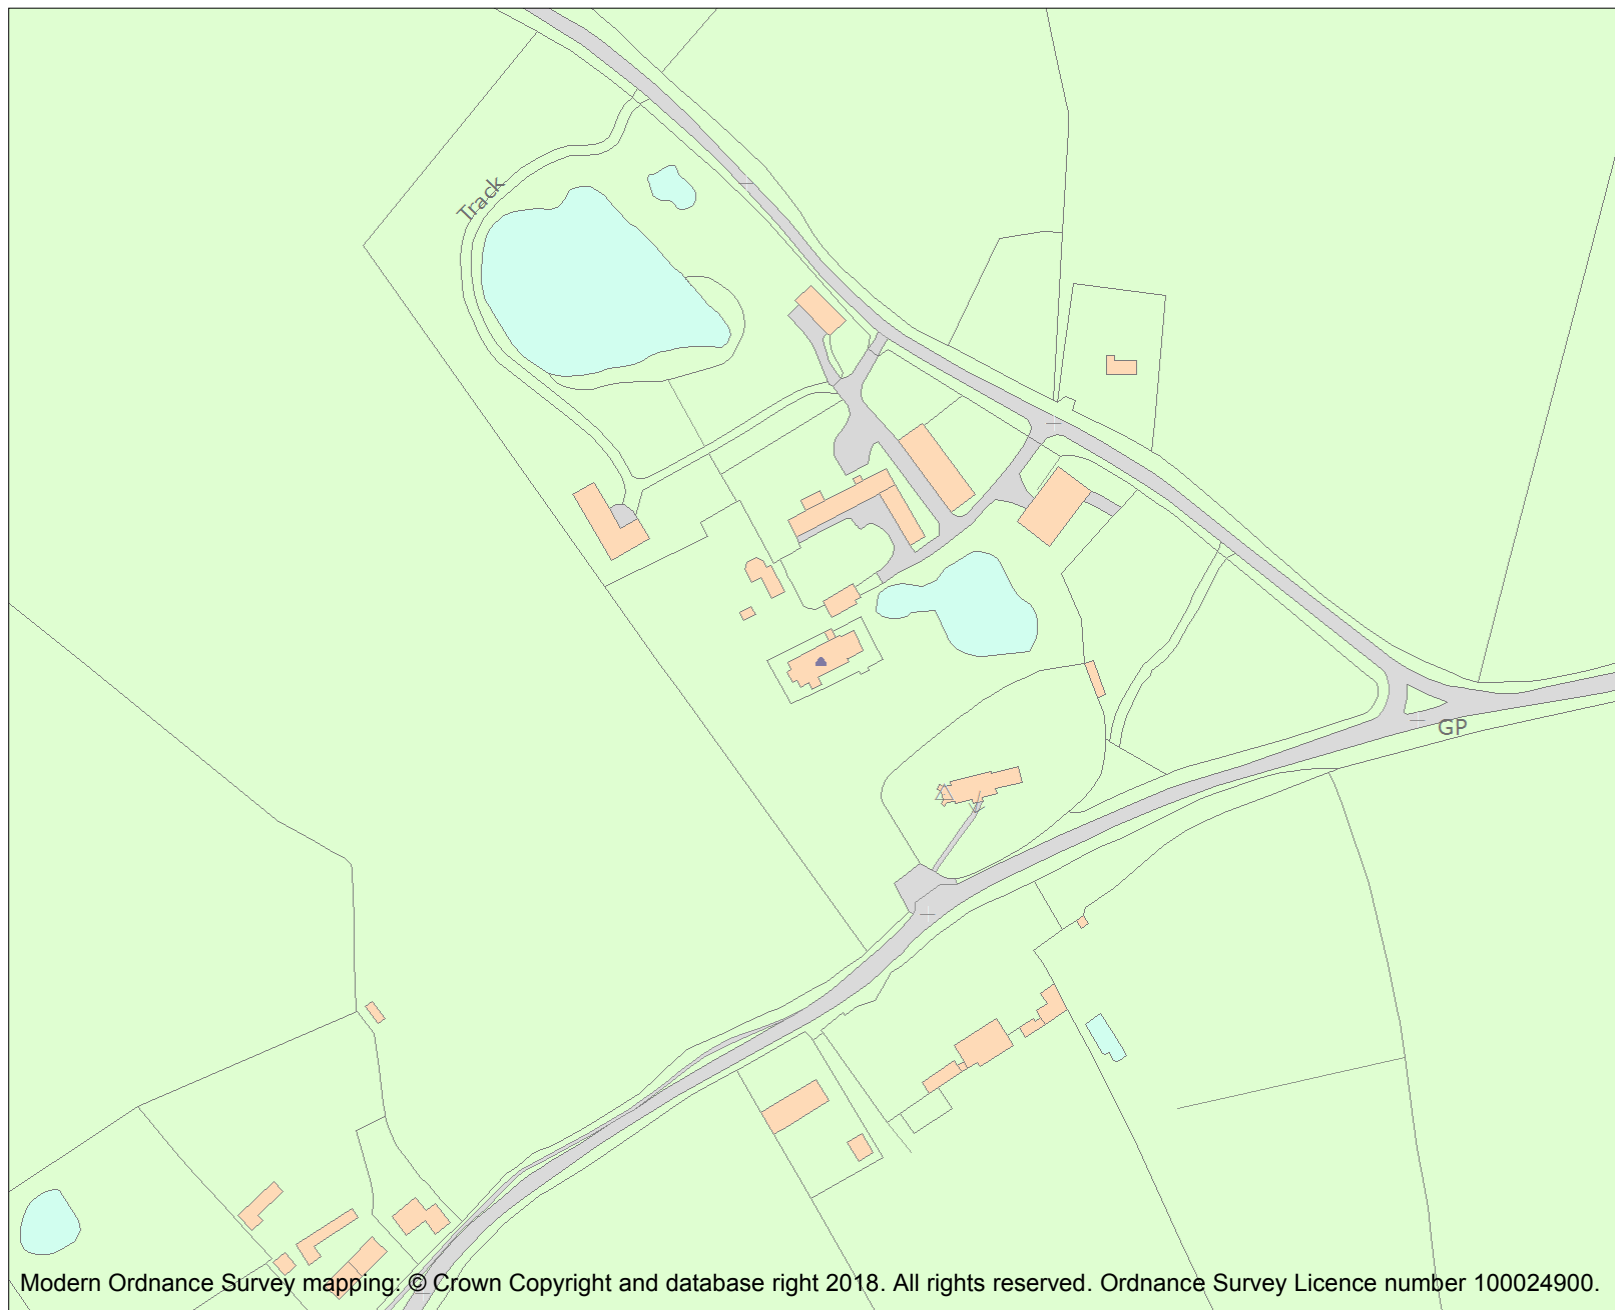 Track
GP
Modern Ordnance Survey mapping: © Crown Copyright and database right 2018. All rights reserved. Ordnance Survey Licence number 100024900.